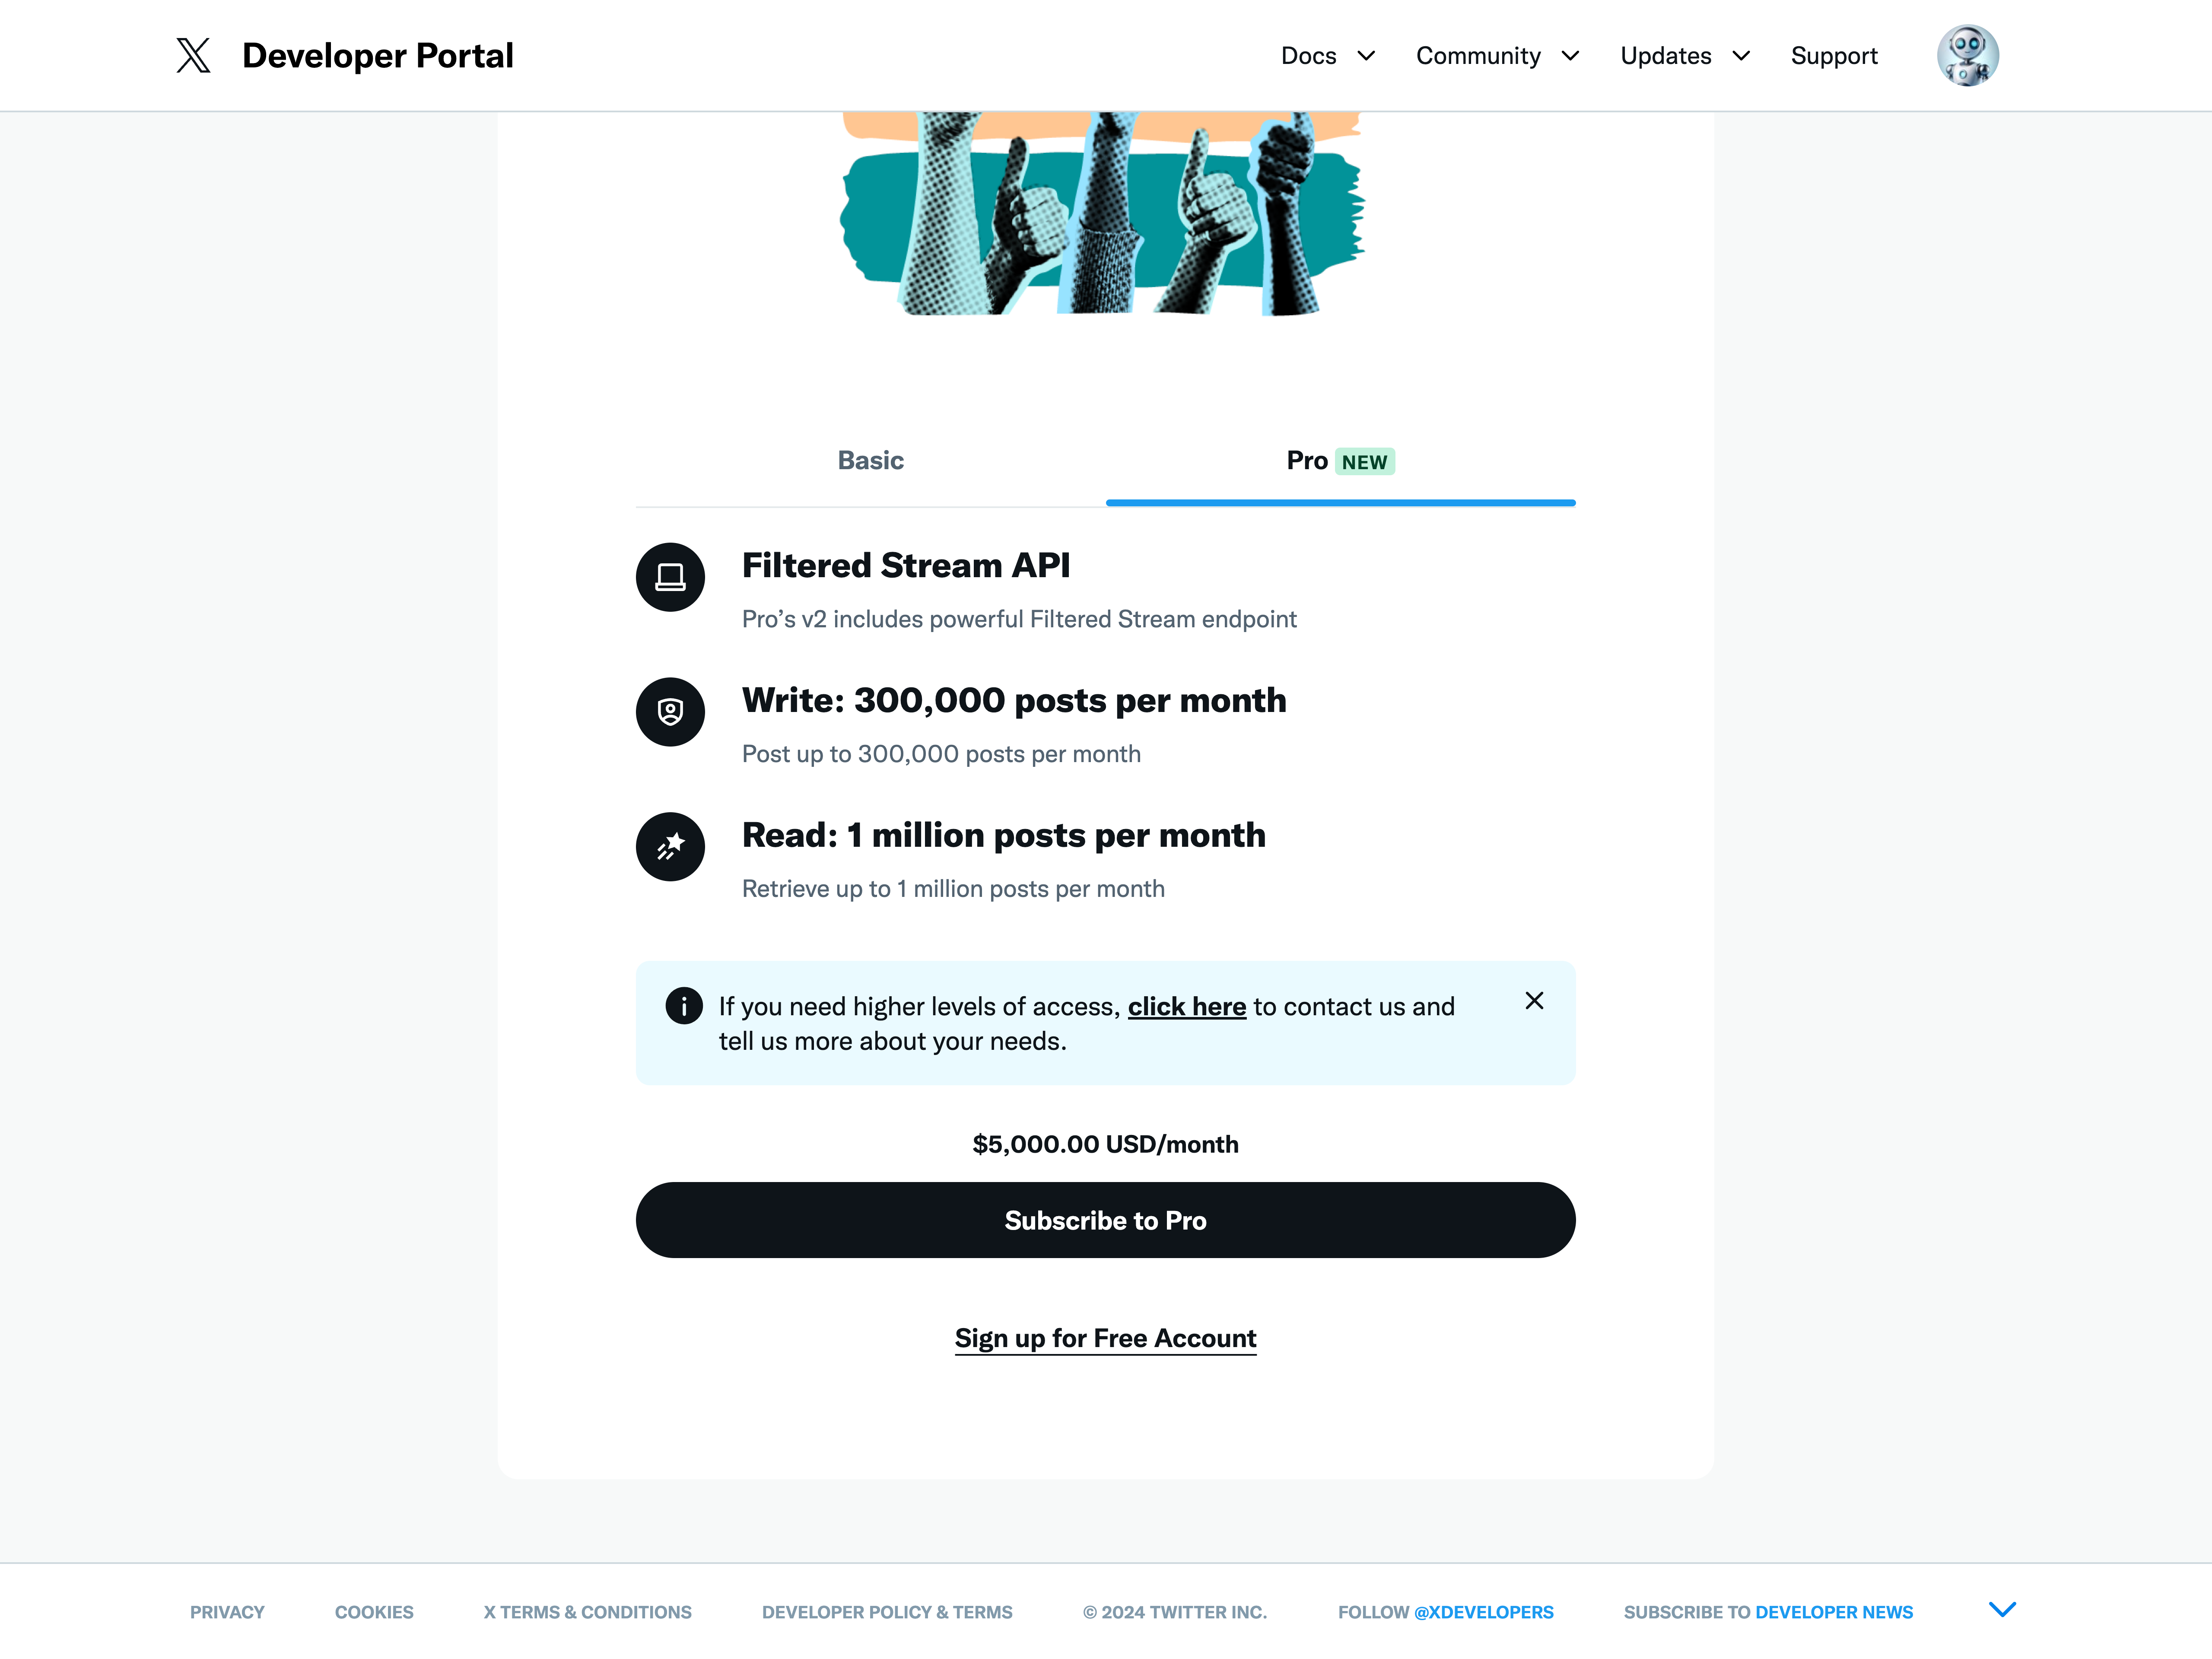 Developer Portal
Docs
Community
Updates
Support
Basic
Pro NEW
Filtered Stream API
Pro’s v2 includes powerful Filtered Stream endpoint
Write: 300,000 posts per month
Post up to 300,000 posts per month
Read: 1 million posts per month
Retrieve up to 1 million posts per month
If you need higher levels of access, click here to contact us and
tell us more about your needs.
$5,000.00 USD/month
Subscribe to Pro
Sign up for Free Account
PRIVACY
COOKIES
X TERMS & CONDITIONS
DEVELOPER POLICY & TERMS
© 2024 TWITTER INC.
FOLLOW @XDEVELOPERS
SUBSCRIBE TO DEVELOPER NEWS